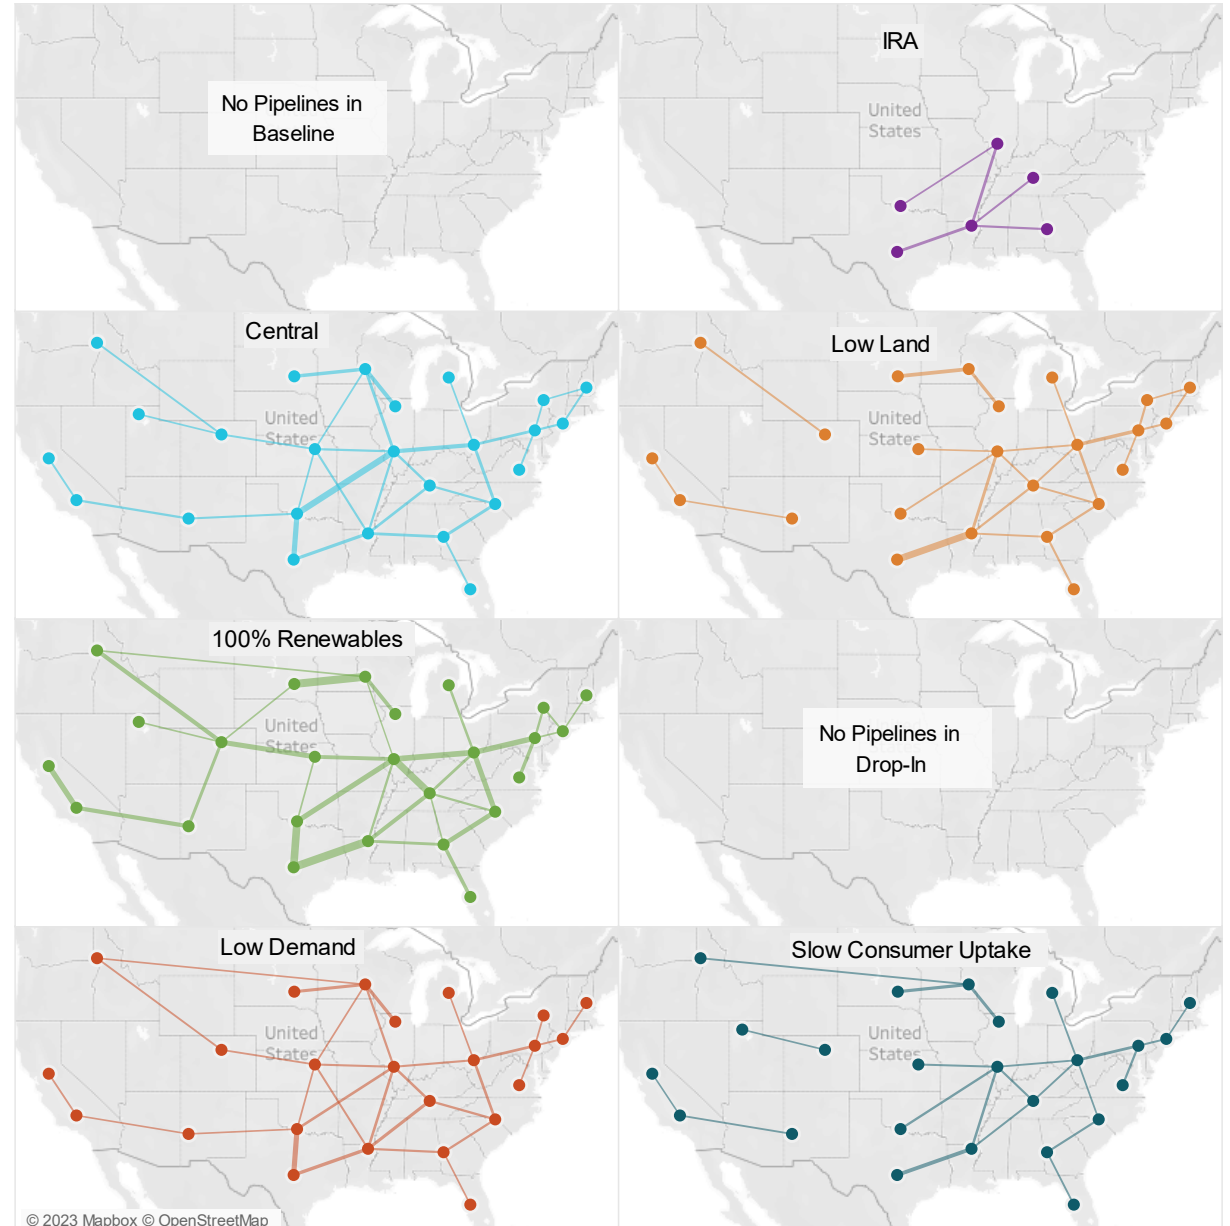 No Pipelines in
Baseline
IRA
United
States
Central
United
States
Low Land
United
States
100% Renewables
United
States
No Pipelines in
Drop-In
Low Demand
United
States
Slow Consumer Uptake
United
States
© 2023 Mapbox © OpenStreetMap